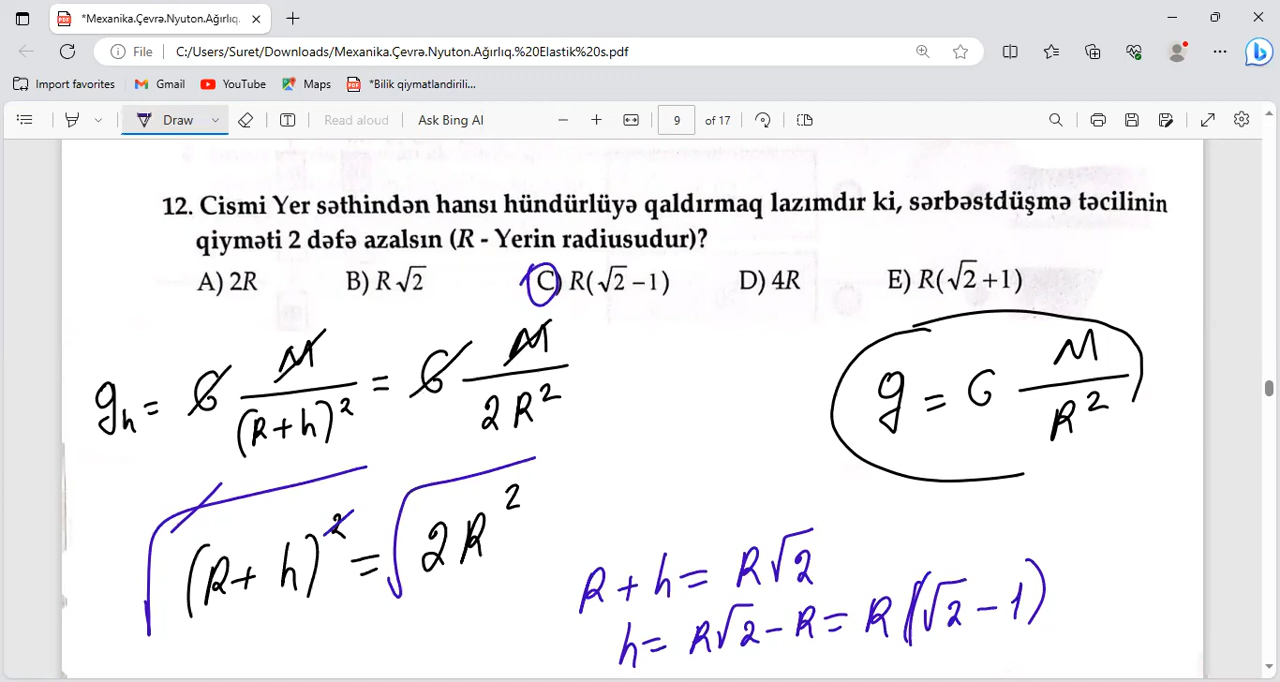 *Mexanika.Çevrə.Nyuton.Ağırlıq.
File C:/Users/Suret/Downloads/Mexanika.Çevrə.Nyuton.Ağırlıq.%20Elastik%20s.pdf
Import favorites Gmail YouTube Maps *Bilik qiymatlandirili...
Draw Read aloud Ask Bing AI 9 of 17
12. Cismi Yer səthindən hansı hündürlüyə qaldırmaq lazımdır ki, sərbəstdüşmə təcilinin
qiyməti 2 dəfə azalsın (R - Yerin radiusudur)?
A) 2R B) R√2 C) R(√2 −1) D) 4R E) R(√2 +1)
g_h = G M/(R+h)² = G M/2R²
g = G M/R²
√(R+h)² = √2R²
R + h = R√2
h = R√2 − R = R(√2 − 1)